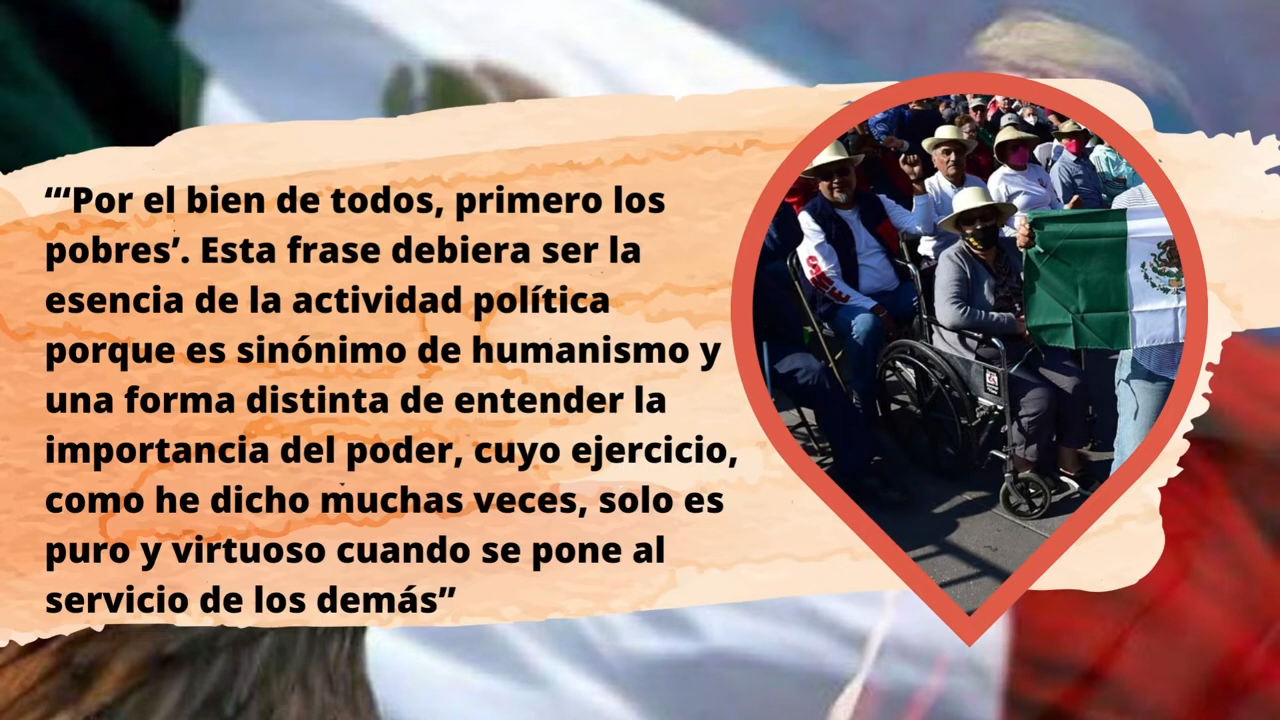 “‘Por el bien de todos, primero los
pobres’. Esta frase debiera ser la
esencia de la actividad política
porque es sinónimo de humanismo y
una forma distinta de entender la
importancia del poder, cuyo ejercicio,
como he dicho muchas veces, solo es
puro y virtuoso cuando se pone al
servicio de los demás”